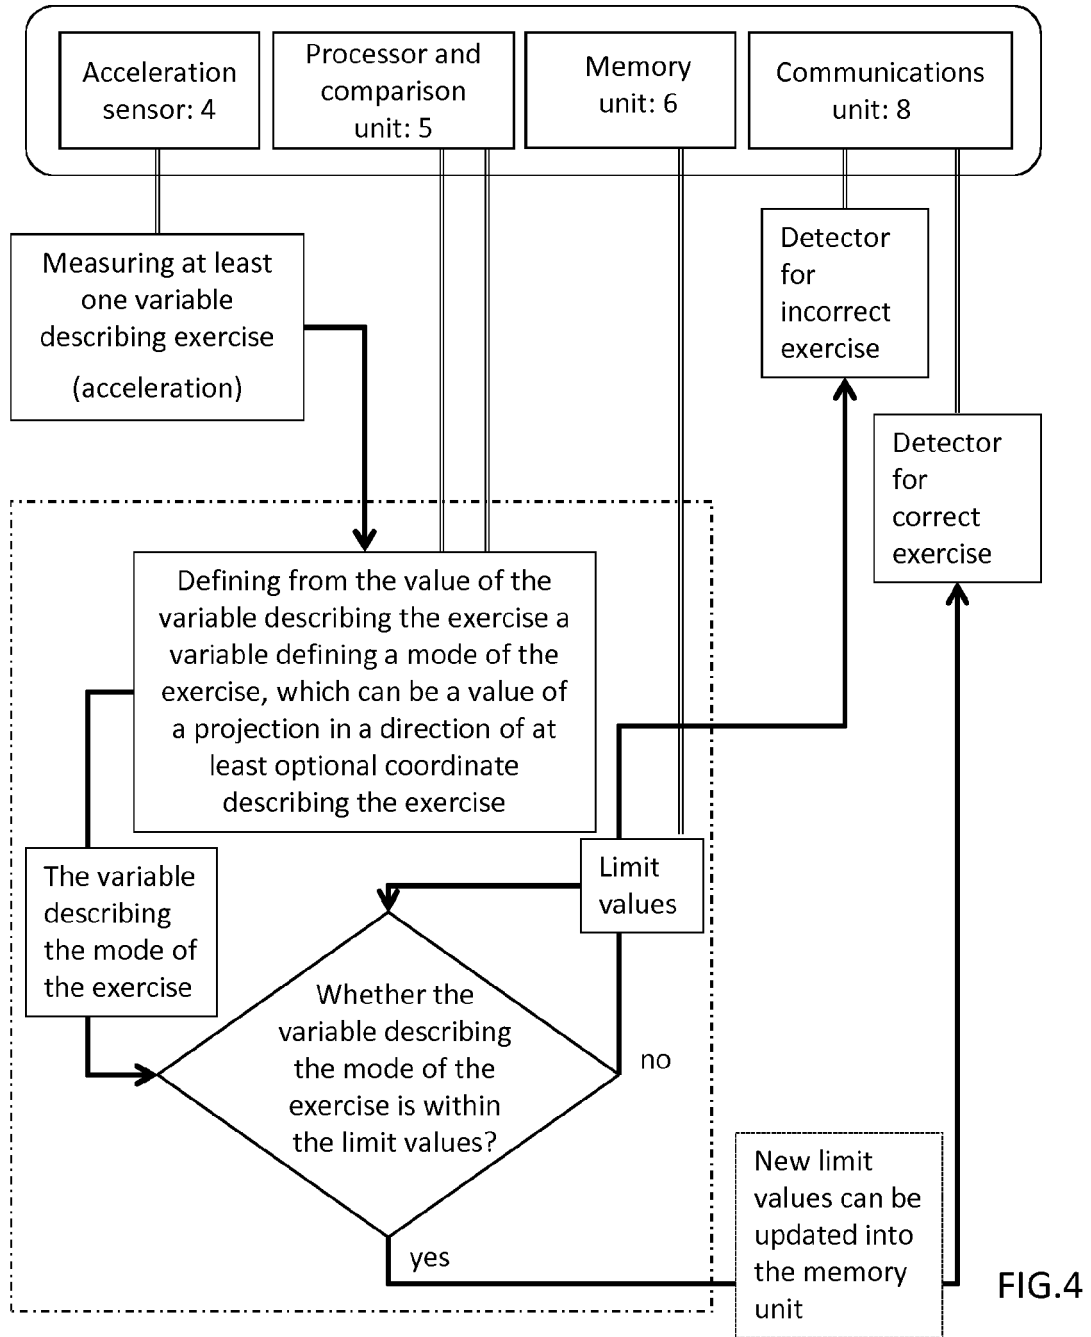 Acceleration
sensor: 4
Processor and
comparison
unit: 5
Memory
unit: 6
Communications
unit: 8
Measuring at least
one variable
describing exercise
(acceleration)
Detector
for
incorrect
exercise
Detector
for
correct
exercise
Defining from the value of the
variable describing the exercise a
variable defining a mode of the
exercise, which can be a value of
a projection in a direction of at
least optional coordinate
describing the exercise
The variable
describing
the mode of
the exercise
Limit
values
Whether the
variable describing
the mode of the
exercise is within
the limit values?
no
yes
New limit
values can be
updated into
the memory
unit
FIG.4